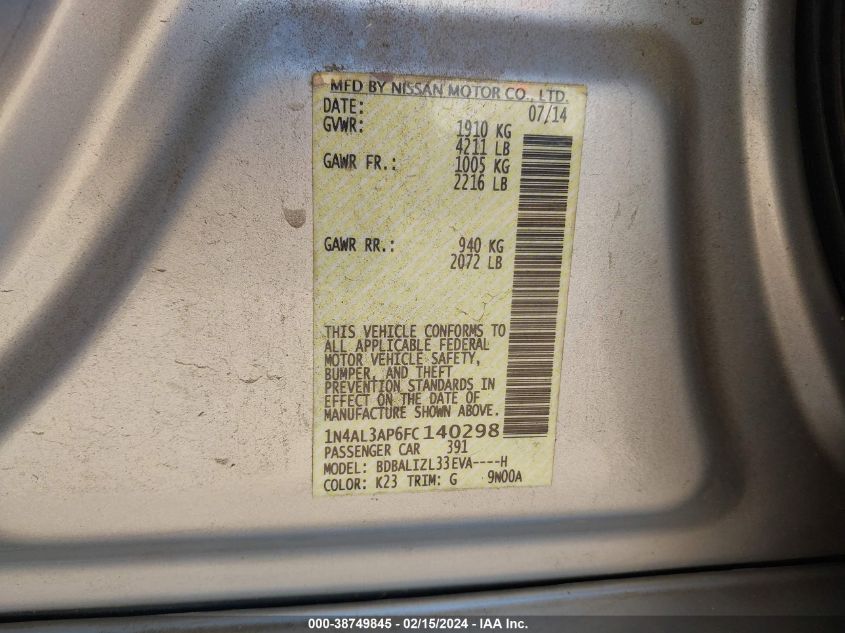 MFD BY NISSAN MOTOR CO., LTD.
DATE: 07/14
GVWR: 1910 KG
4211 LB
GAWR FR.: 1005 KG
2216 LB
GAWR RR.: 940 KG
2072 LB
THIS VEHICLE CONFORMS TO
ALL APPLICABLE FEDERAL
MOTOR VEHICLE SAFETY,
BUMPER, AND THEFT
PREVENTION STANDARDS IN
EFFECT ON THE DATE OF
MANUFACTURE SHOWN ABOVE.
1N4AL3AP6FC140298
PASSENGER CAR 391
MODEL: BDBALIZL33EVA----H
COLOR: K23 TRIM: G 9N00A
000-38749845 - 02/15/2024 - IAA Inc.